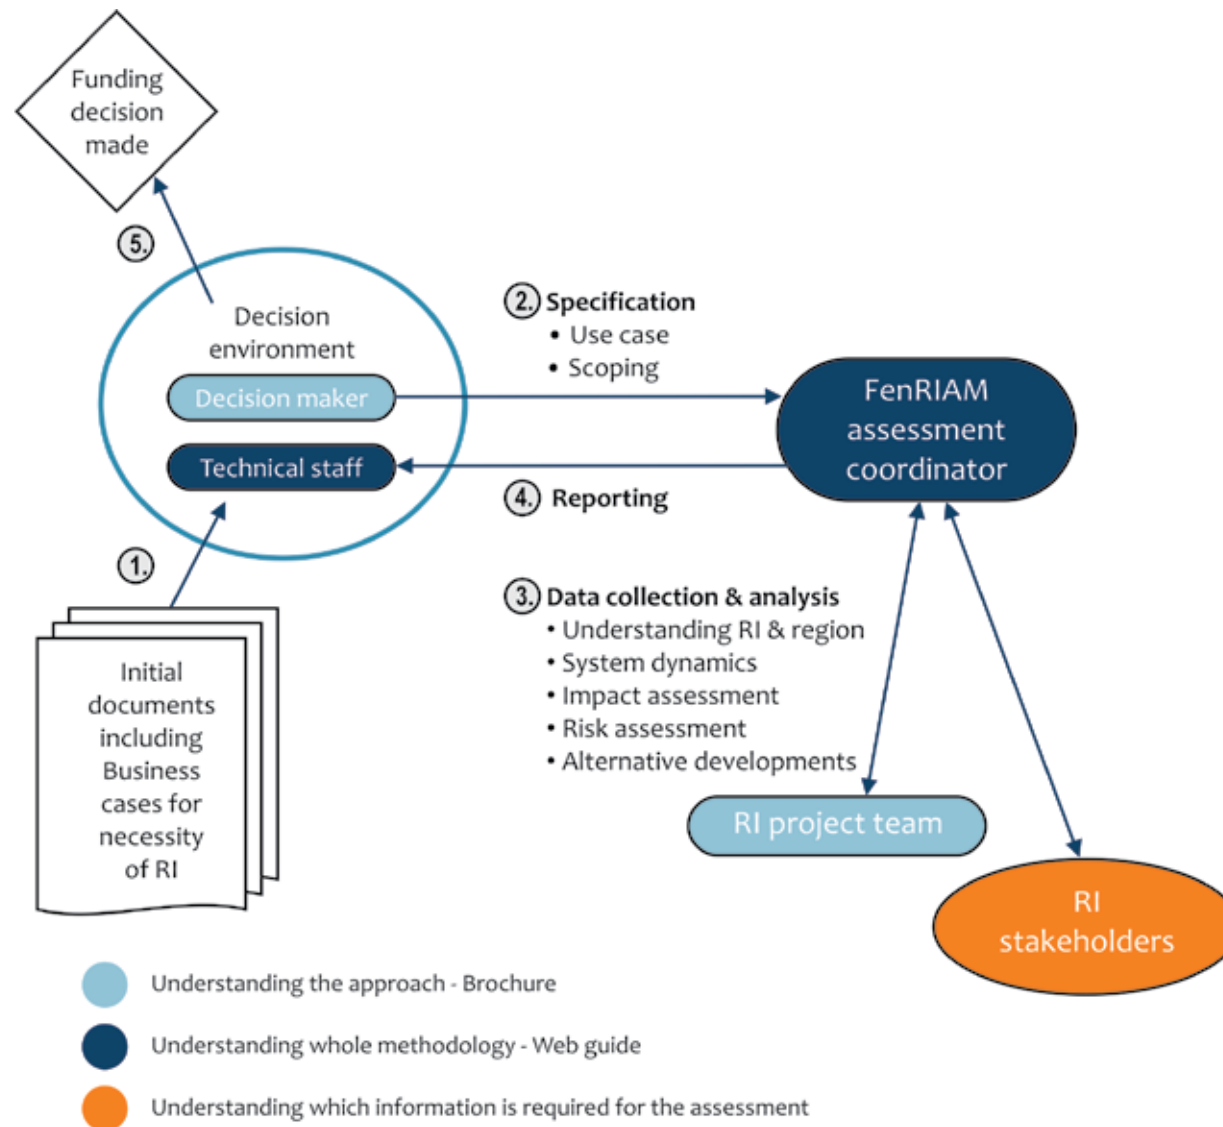 Funding
decision
made
5.
Decision
environment
Decision maker
Technical staff
1.
Initial
documents
including
Business
cases for
necessity
of RI
2. Specification
• Use case
• Scoping
FenRIAM
assessment
coordinator
4. Reporting
3. Data collection & analysis
• Understanding RI & region
• System dynamics
• Impact assessment
• Risk assessment
• Alternative developments
RI project team
RI
stakeholders
Understanding the approach - Brochure
Understanding whole methodology - Web guide
Understanding which information is required for the assessment